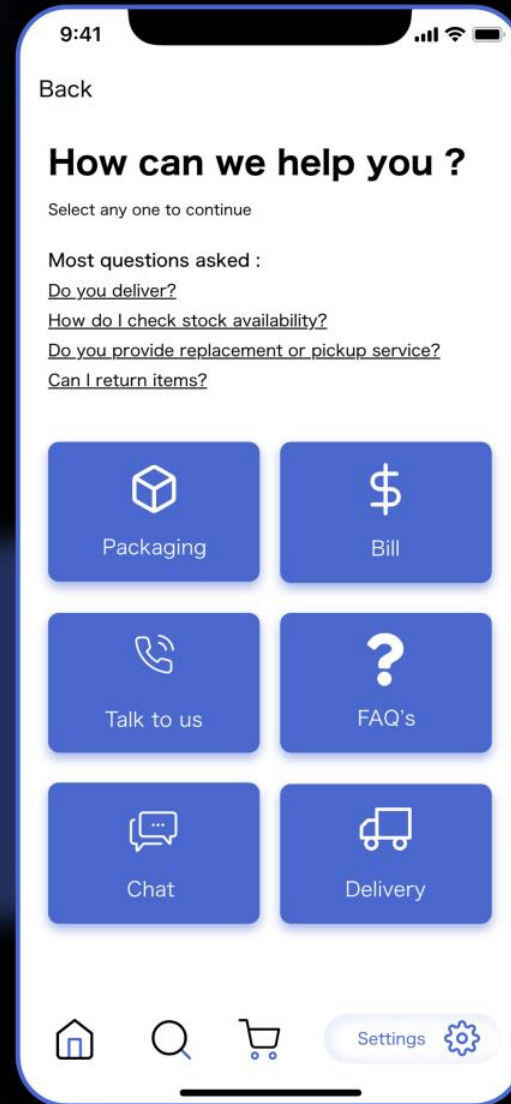 9:41
Back
How can we help you ?
Select any one to continue
Most questions asked :
Do you deliver?
How do I check stock availability?
Do you provide replacement or pickup service?
Can I return items?
Packaging
Bill
Talk to us
FAQ's
Chat
Delivery
Settings